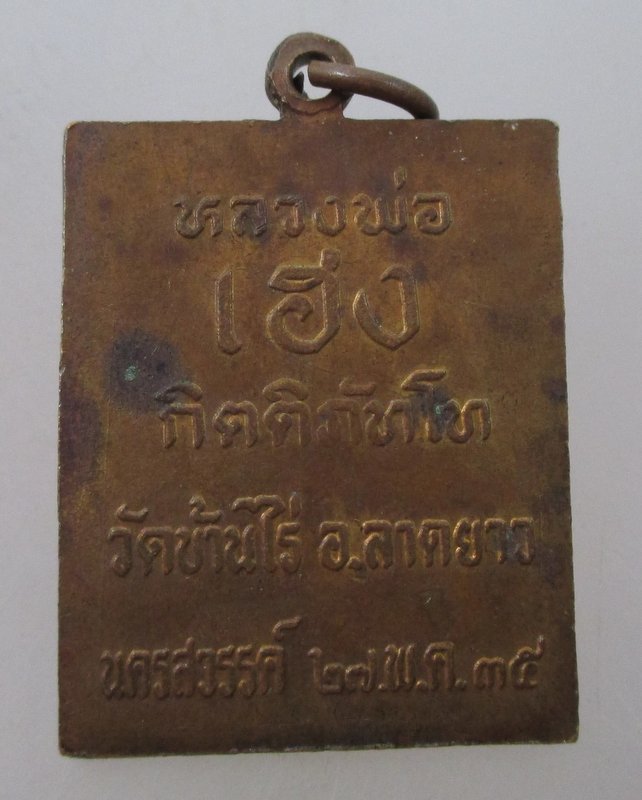 หลวงพ่อ
เฮง
กิตติภัทโท
วัดบ้านไร่ อ.ลาดยาว
นครสวรรค์ ๒๗.พ.ค.๓๕